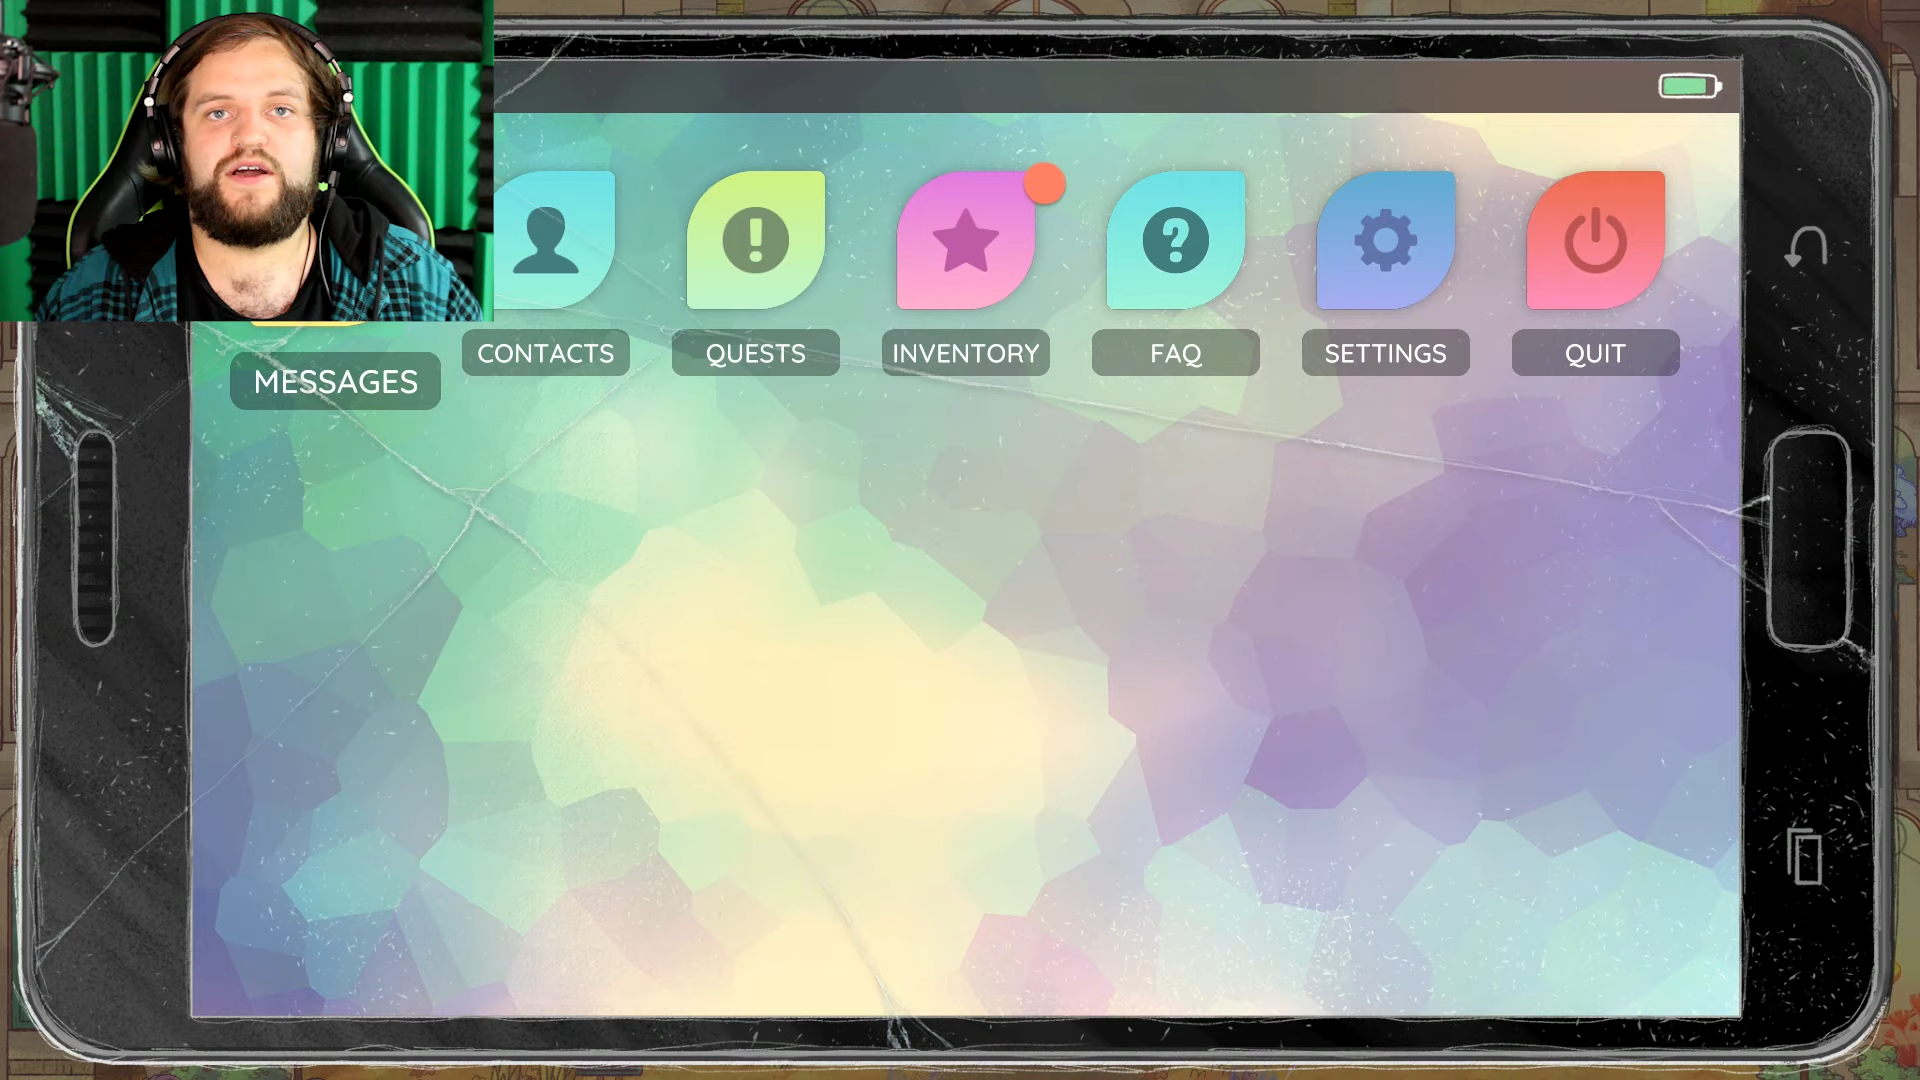 MESSAGES
CONTACTS
QUESTS
INVENTORY
FAQ
SETTINGS
QUIT